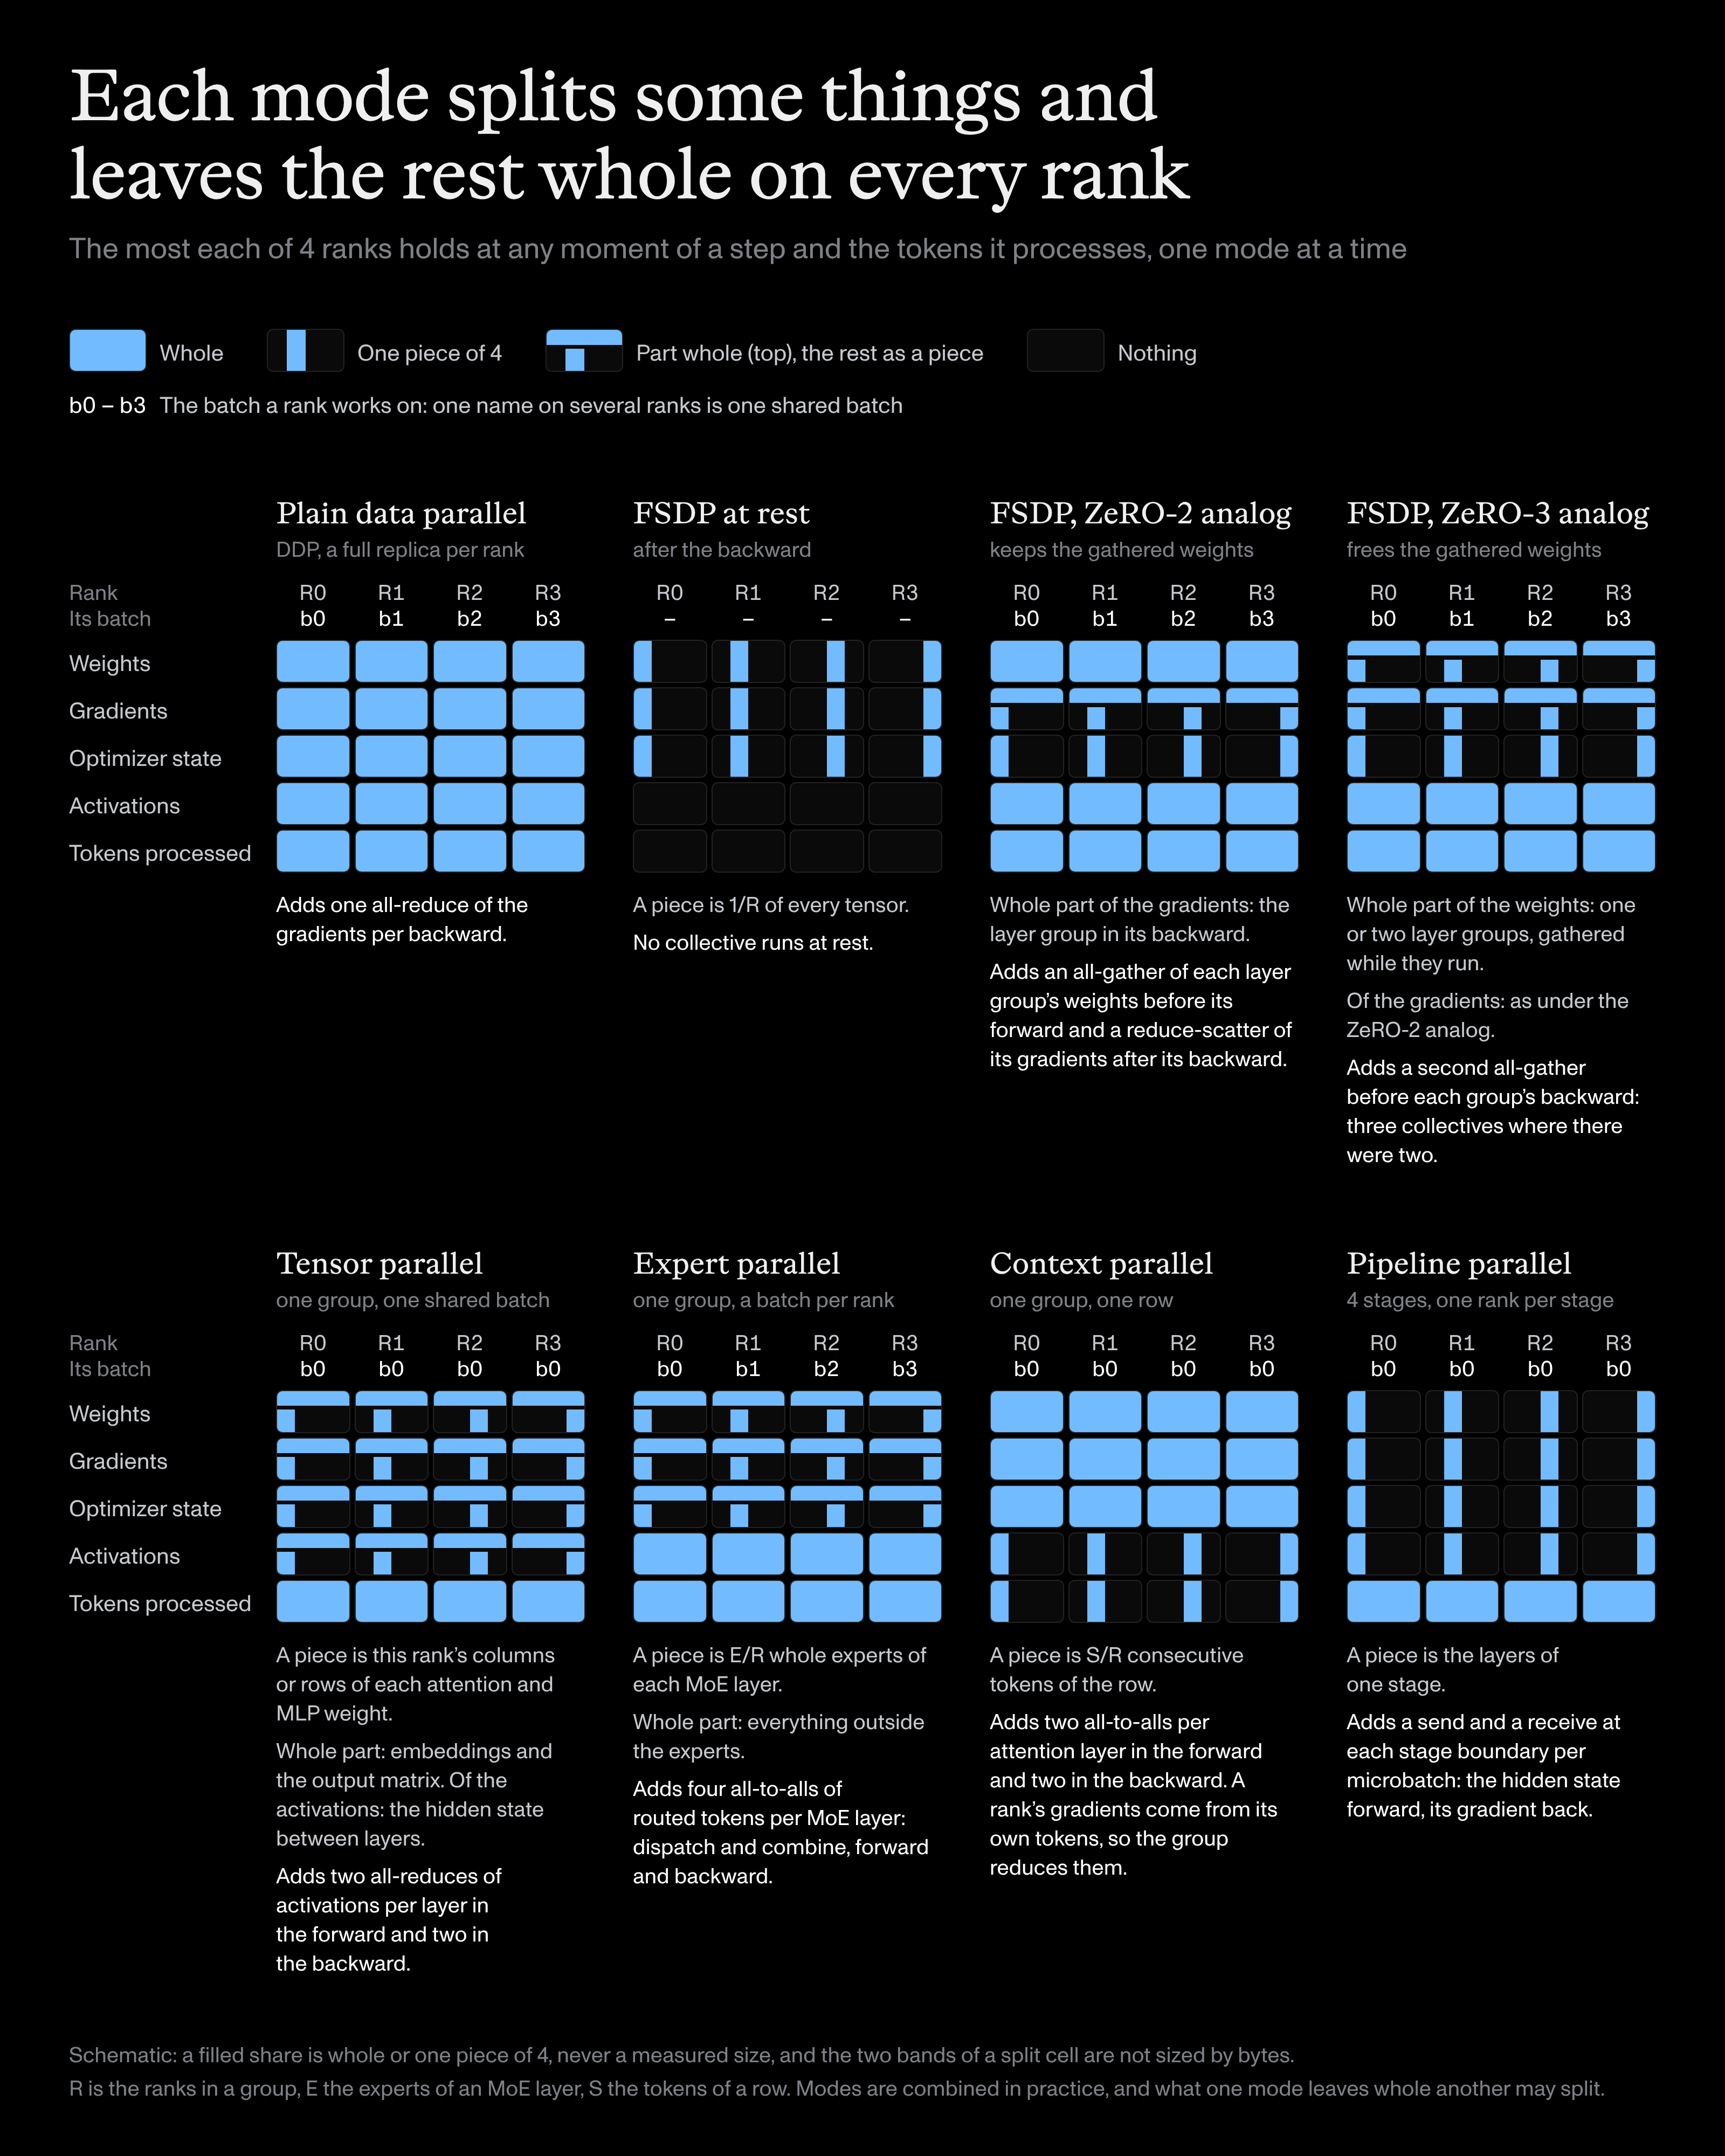 Each mode splits some things and
leaves the rest whole on every rank
The most each of 4 ranks holds at any moment of a step and the tokens it processes, one mode at a time
Whole
One piece of 4
Part whole (top), the rest as a piece
Nothing
b0 – b3 The batch a rank works on: one name on several ranks is one shared batch
Plain data parallel
DDP, a full replica per rank
FSDP at rest
after the backward
FSDP, ZeRO-2 analog
keeps the gathered weights
FSDP, ZeRO-3 analog
frees the gathered weights
Rank R0 R1 R2 R3 R0 R1 R2 R3 R0 R1 R2 R3 R0 R1 R2 R3
Its batch b0 b1 b2 b3 – – – – b0 b1 b2 b3 b0 b1 b2 b3
Weights
Gradients
Optimizer state
Activations
Tokens processed
Adds one all-reduce of the
gradients per backward.
A piece is 1/R of every tensor.
No collective runs at rest.
Whole part of the gradients: the
layer group in its backward.
Adds an all-gather of each layer
group’s weights before its
forward and a reduce-scatter of
its gradients after its backward.
Whole part of the weights: one
or two layer groups, gathered
while they run.
Of the gradients: as under the
ZeRO-2 analog.
Adds a second all-gather
before each group’s backward:
three collectives where there
were two.
Tensor parallel
one group, one shared batch
Expert parallel
one group, a batch per rank
Context parallel
one group, one row
Pipeline parallel
4 stages, one rank per stage
Rank R0 R1 R2 R3 R0 R1 R2 R3 R0 R1 R2 R3 R0 R1 R2 R3
Its batch b0 b0 b0 b0 b0 b1 b2 b3 b0 b0 b0 b0 b0 b0 b0 b0
Weights
Gradients
Optimizer state
Activations
Tokens processed
A piece is this rank’s columns
or rows of each attention and
MLP weight.
Whole part: embeddings and
the output matrix. Of the
activations: the hidden state
between layers.
Adds two all-reduces of
activations per layer in
the forward and two in
the backward.
A piece is E/R whole experts of
each MoE layer.
Whole part: everything outside
the experts.
Adds four all-to-alls of
routed tokens per MoE layer:
dispatch and combine, forward
and backward.
A piece is S/R consecutive
tokens of the row.
Adds two all-to-alls per
attention layer in the forward
and two in the backward. A
rank’s gradients come from its
own tokens, so the group
reduces them.
A piece is the layers of
one stage.
Adds a send and a receive at
each stage boundary per
microbatch: the hidden state
forward, its gradient back.
Schematic: a filled share is whole or one piece of 4, never a measured size, and the two bands of a split cell are not sized by bytes.
R is the ranks in a group, E the experts of an MoE layer, S the tokens of a row. Modes are combined in practice, and what one mode leaves whole another may split.